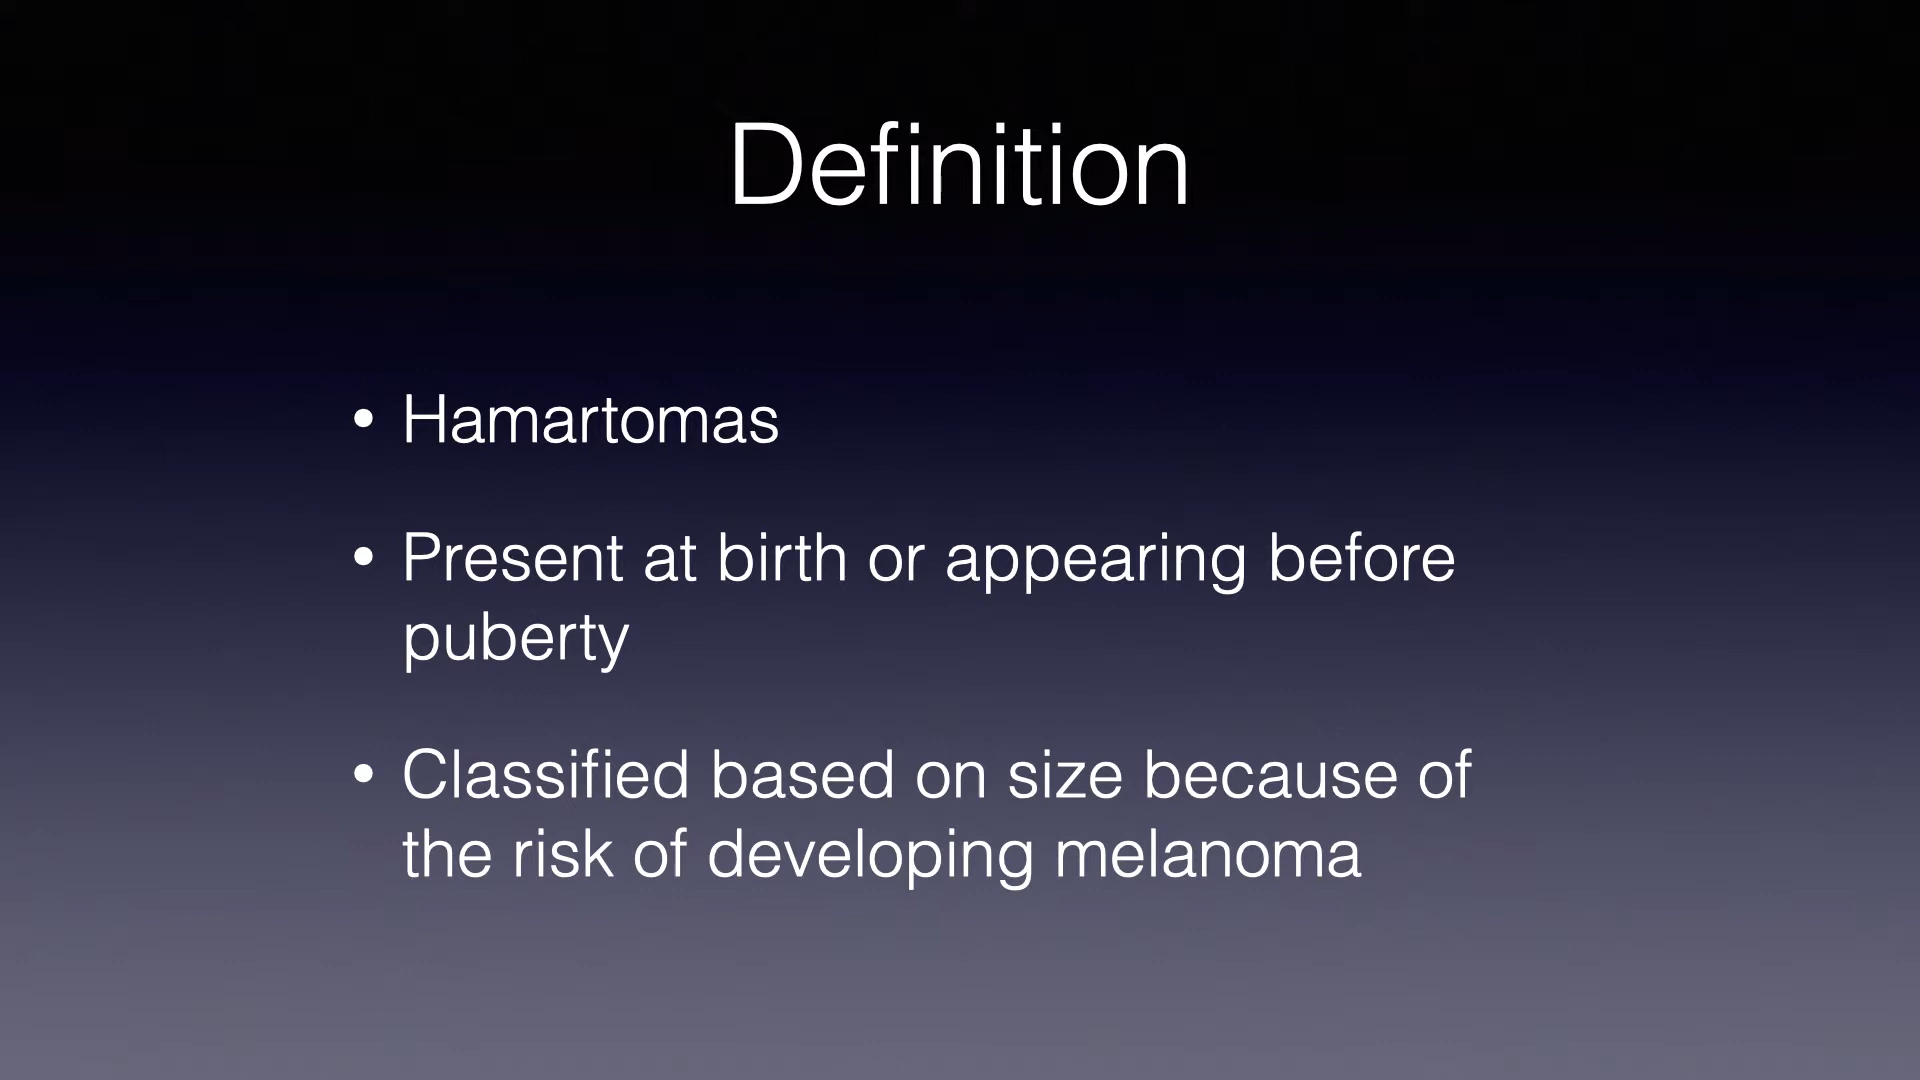 Definition
• Hamartomas
• Present at birth or appearing before
puberty
• Classified based on size because of
the risk of developing melanoma